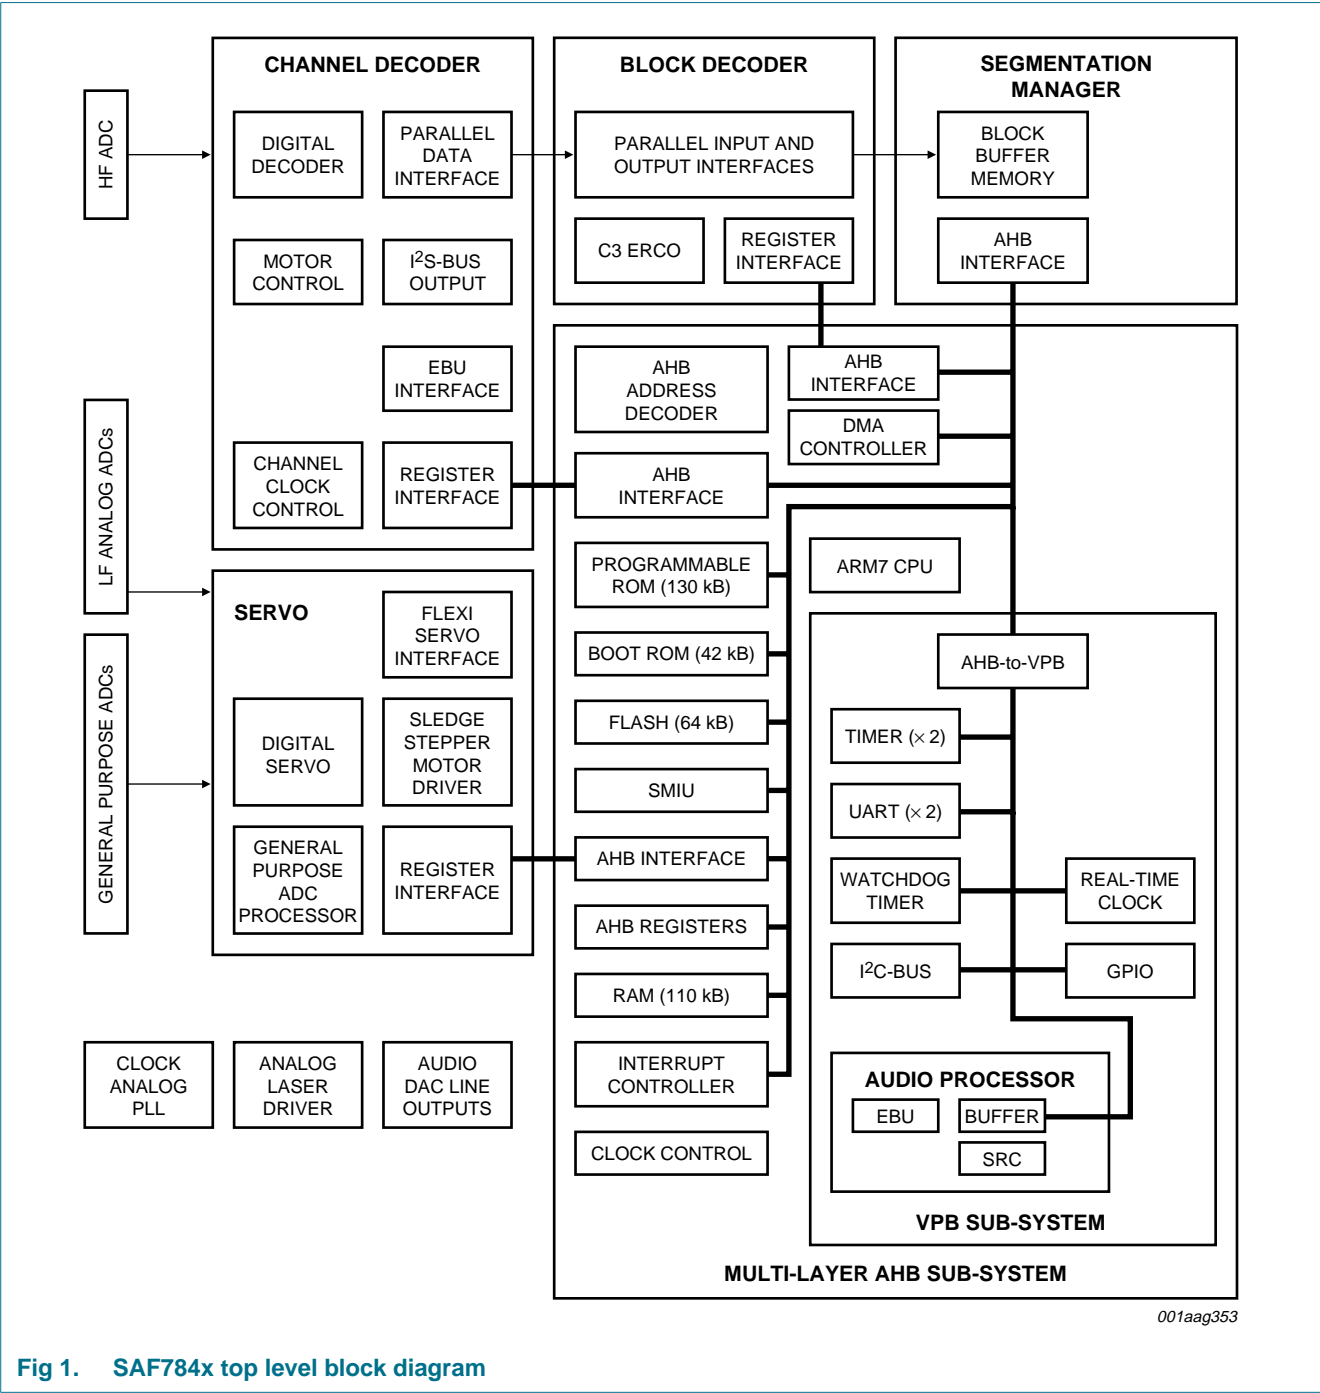 CHANNEL DECODER
BLOCK DECODER
SEGMENTATION
MANAGER
HF ADC
DIGITAL
DECODER
PARALLEL
DATA
INTERFACE
PARALLEL INPUT AND
OUTPUT INTERFACES
BLOCK
BUFFER
MEMORY
MOTOR
CONTROL
I2S-BUS
OUTPUT
C3 ERCO
REGISTER
INTERFACE
AHB
INTERFACE
EBU
INTERFACE
AHB
ADDRESS
DECODER
AHB
INTERFACE
DMA
CONTROLLER
LF ANALOG ADCs
CHANNEL
CLOCK
CONTROL
REGISTER
INTERFACE
AHB
INTERFACE
PROGRAMMABLE
ROM (130 kB)
ARM7 CPU
SERVO
FLEXI
SERVO
INTERFACE
BOOT ROM (42 kB)
AHB-to-VPB
GENERAL PURPOSE ADCs
DIGITAL
SERVO
SLEDGE
STEPPER
MOTOR
DRIVER
FLASH (64 kB)
TIMER (× 2)
SMIU
UART (× 2)
GENERAL
PURPOSE
ADC
PROCESSOR
REGISTER
INTERFACE
AHB INTERFACE
WATCHDOG
TIMER
REAL-TIME
CLOCK
AHB REGISTERS
I2C-BUS
GPIO
RAM (110 kB)
CLOCK
ANALOG
PLL
ANALOG
LASER
DRIVER
AUDIO
DAC LINE
OUTPUTS
INTERRUPT
CONTROLLER
AUDIO PROCESSOR
EBU
BUFFER
SRC
CLOCK CONTROL
VPB SUB-SYSTEM
MULTI-LAYER AHB SUB-SYSTEM
001aag353
Fig 1. SAF784x top level block diagram